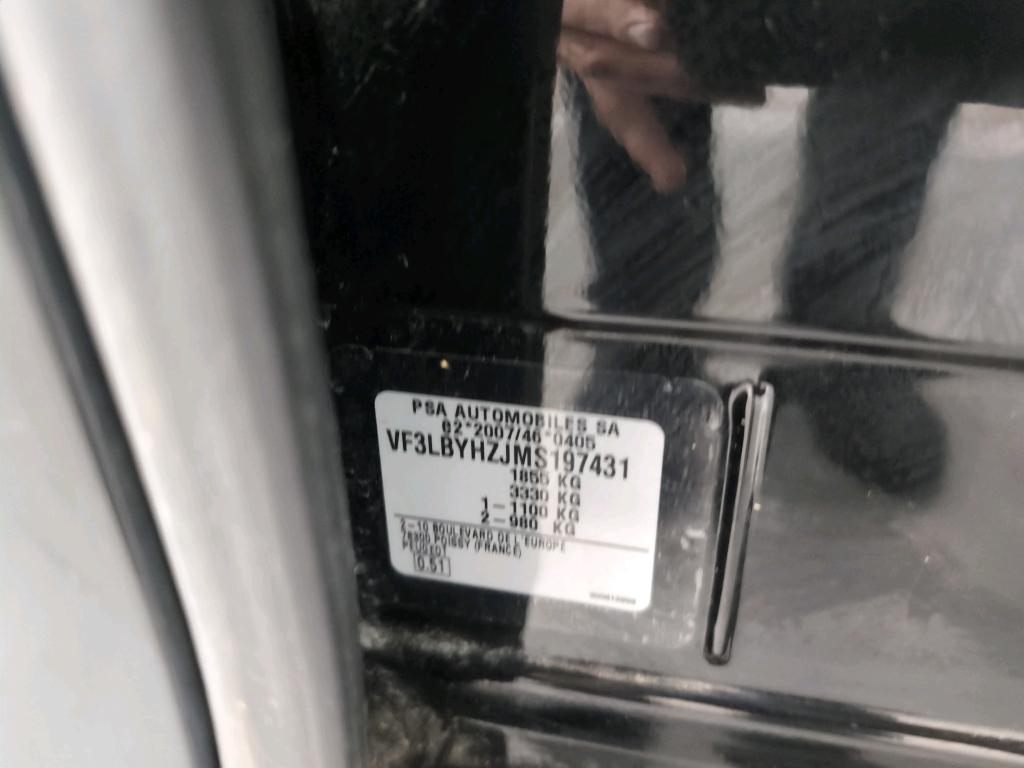 PSA AUTOMOBILES SA
e2*2007/46*0405
VF3LBYHZJMS197431
1855 KG
3330 KG
1 - 1100 KG
2 - 980 KG
2-10 BOULEVARD DE L'EUROPE
POISSY (FRANCE)
PEUGEOT
0.51